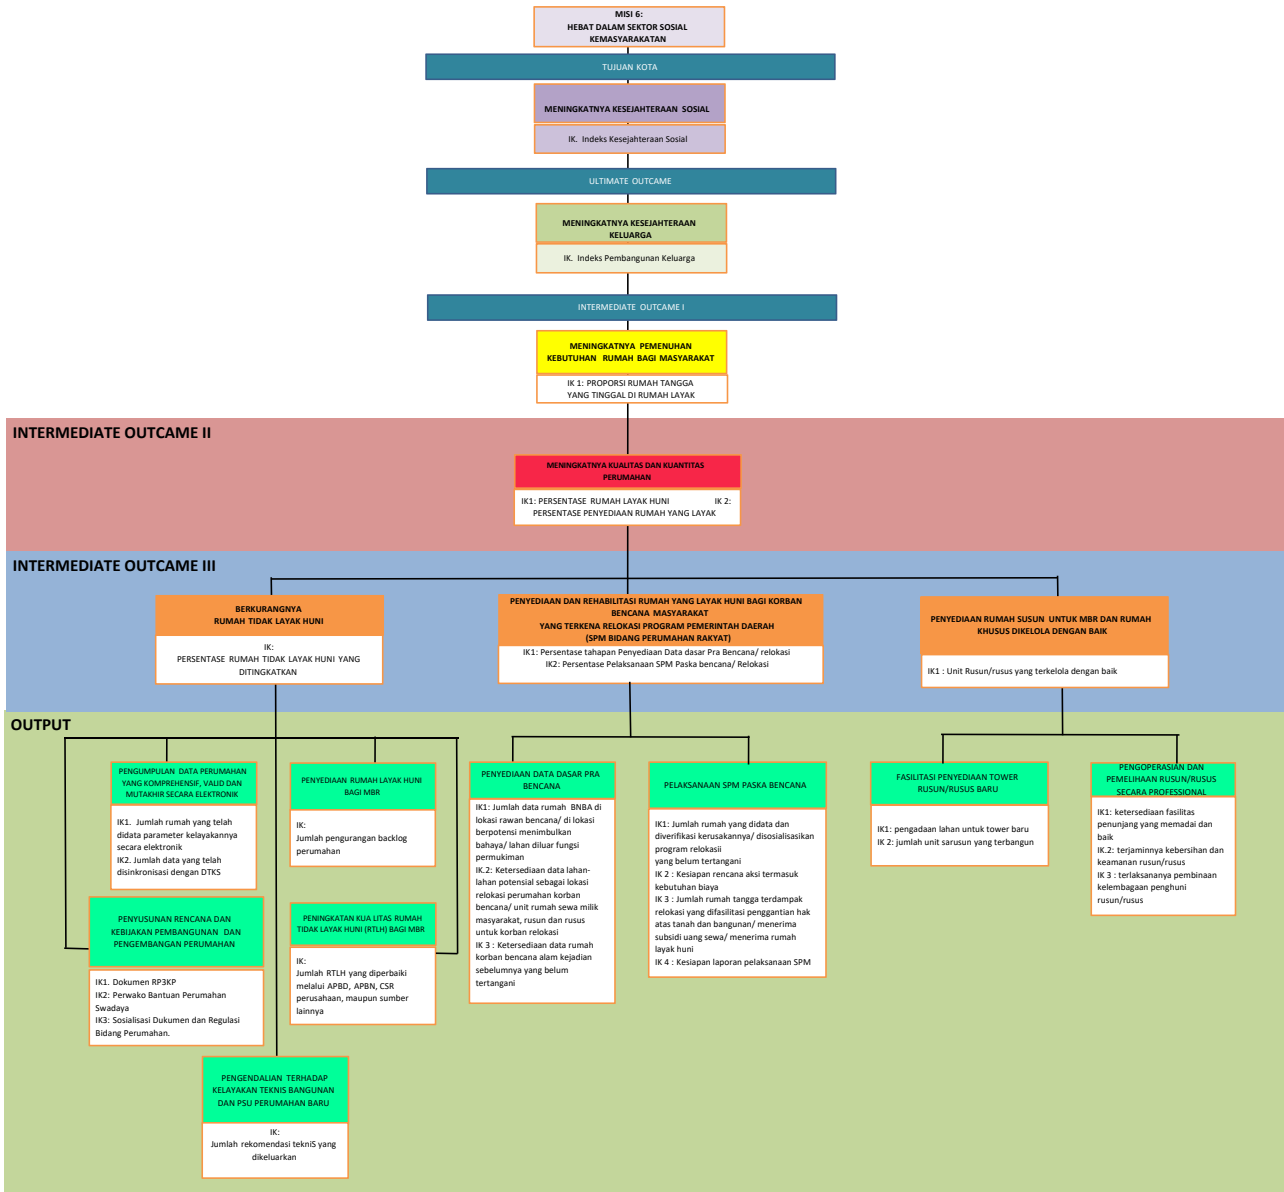 MISI 6:
HEBAT DALAM SEKTOR SOSIAL
KEMASYARAKATAN
TUJUAN KOTA
MENINGKATNYA KESEJAHTERAAN SOSIAL
IK. Indeks Kesejahteraan Sosial
ULTIMATE OUTCAME
MENINGKATNYA KESEJAHTERAAN
KELUARGA
IK. Indeks Pembangunan Keluarga
INTERMEDIATE OUTCAME I
MENINGKATNYA PEMENUHAN
KEBUTUHAN RUMAH BAGI MASYARAKAT
IK 1: PROPORSI RUMAH TANGGA
YANG TINGGAL DI RUMAH LAYAK
INTERMEDIATE OUTCAME II
MENINGKATNYA KUALITAS DAN KUANTITAS
PERUMAHAN
IK1: PERSENTASE RUMAH LAYAK HUNI IK 2:
PERSENTASE PENYEDIAAN RUMAH YANG LAYAK
INTERMEDIATE OUTCAME III
BERKURANGNYA
RUMAH TIDAK LAYAK HUNI
IK:
PERSENTASE RUMAH TIDAK LAYAK HUNI YANG
DITINGKATKAN
PENYEDIAAN DAN REHABILITASI RUMAH YANG LAYAK HUNI BAGI KORBAN
BENCANA MASYARAKAT
YANG TERKENA RELOKASI PROGRAM PEMERINTAH DAERAH
(SPM BIDANG PERUMAHAN RAKYAT)
IK1: Persentase tahapan Penyediaan Data dasar Pra Bencana/ relokasi
IK2: Persentase Pelaksanaan SPM Paska bencana/ Relokasi
PENYEDIAAN RUMAH SUSUN UNTUK MBR DAN RUMAH
KHUSUS DIKELOLA DENGAN BAIK
IK1 : Unit Rusun/rusus yang terkelola dengan baik
OUTPUT
PENGUMPULAN DATA PERUMAHAN
YANG KOMPREHENSIF, VALID DAN
MUTAKHIR SECARA ELEKTRONIK
IK1. Jumlah rumah yang telah
didata parameter kelayakannya
secara elektronik
IK2. Jumlah data yang telah
disinkronisasi dengan DTKS
PENYEDIAAN RUMAH LAYAK HUNI
BAGI MBR
IK:
Jumlah pengurangan backlog
perumahan
PENYUSUNAN RENCANA DAN
KEBIJAKAN PEMBANGUNAN DAN
PENGEMBANGAN PERUMAHAN
IK1. Dokumen RP3KP
IK2: Perwako Bantuan Perumahan
Swadaya
IK3: Sosialisasi Dukumen dan Regulasi
Bidang Perumahan.
PENINGKATAN KUA LITAS RUMAH
TIDAK LAYAK HUNI (RTLH) BAGI MBR
IK:
Jumlah RTLH yang diperbaiki
melalui APBD, APBN, CSR
perusahaan, maupun sumber
lainnya
PENGENDALIAN TERHADAP
KELAYAKAN TEKNIS BANGUNAN
DAN PSU PERUMAHAN BARU
IK:
Jumlah rekomendasi tekniS yang
dikeluarkan
PENYEDIAAN DATA DASAR PRA
BENCANA
IK1: Jumlah data rumah BNBA di
lokasi rawan bencana/ di lokasi
berpotensi menimbulkan
bahaya/ lahan diluar fungsi
permukiman
IK.2: Ketersediaan data lahan-
lahan potensial sebagai lokasi
relokasi perumahan korban
bencana/ unit rumah sewa milik
masyarakat, rusun dan rusus
untuk korban relokasi
IK 3 : Ketersediaan data rumah
korban bencana alam kejadian
sebelumnya yang belum
tertangani
PELAKSANAAN SPM PASKA BENCANA
IK1: Jumlah rumah yang didata dan
diverifikasi kerusakannya/ disosialisasikan
program relokasii
yang belum tertangani
IK 2 : Kesiapan rencana aksi termasuk
kebutuhan biaya
IK 3 : Jumlah rumah tangga terdampak
relokasi yang difasilitasi penggantian hak
atas tanah dan bangunan/ menerima
subsidi uang sewa/ menerima rumah
layak huni
IK 4 : Kesiapan laporan pelaksanaan SPM
FASILITASI PENYEDIAAN TOWER
RUSUN/RUSUS BARU
IK1: pengadaan lahan untuk tower baru
IK 2: jumlah unit sarusun yang terbangun
PENGOPERASIAN DAN
PEMELIHAAN RUSUN/RUSUS
SECARA PROFESSIONAL
IK1: ketersediaan fasilitas
penunjang yang memadai dan
baik
IK.2: terjaminnya kebersihan dan
keamanan rusun/rusus
IK 3 : terlaksananya pembinaan
kelembagaan penghuni
rusun/rusus